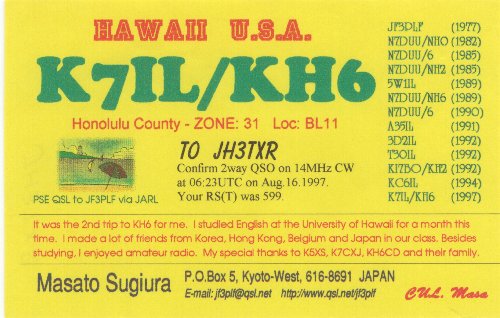 HAWAII U.S.A.
K7IL/KH6
Honolulu County - ZONE: 31 Loc: BL11
TO JH3TXR
Confirm 2way QSO on 14MHz CW
at 06:23UTC on Aug.16.1997.
Your RS(T) was 599.
PSE QSL to JF3PLF via JARL
JF3PLF (1977)
N7DUU/NH0 (1982)
N7DUU/6 (1985)
N7DUU/NH2 (1985)
5W1IL (1989)
N7DUU/NH6 (1989)
N7DUU/6 (1990)
A35IL (1991)
3D2IL (1992)
T30IL (1992)
KF7BO/KH2 (1992)
KC6IL (1994)
K7IL/KH6 (1997)
It was the 2nd trip to KH6 for me. I studied English at the University of Hawaii for a month this
time. I made a lot of friends from Korea, Hong Kong, Beigium and Japan in our class. Besides
studying, I enjoyed amateur radio. My special thanks to K5XS, K7CXJ, KH6CD and their family.
Masato Sugiura
P.O.Box 5, Kyoto-West, 616-8691 JAPAN
E-mail: jf3plf@qsl.net http://www.qsl.net/jf3plf
CUL. Masa